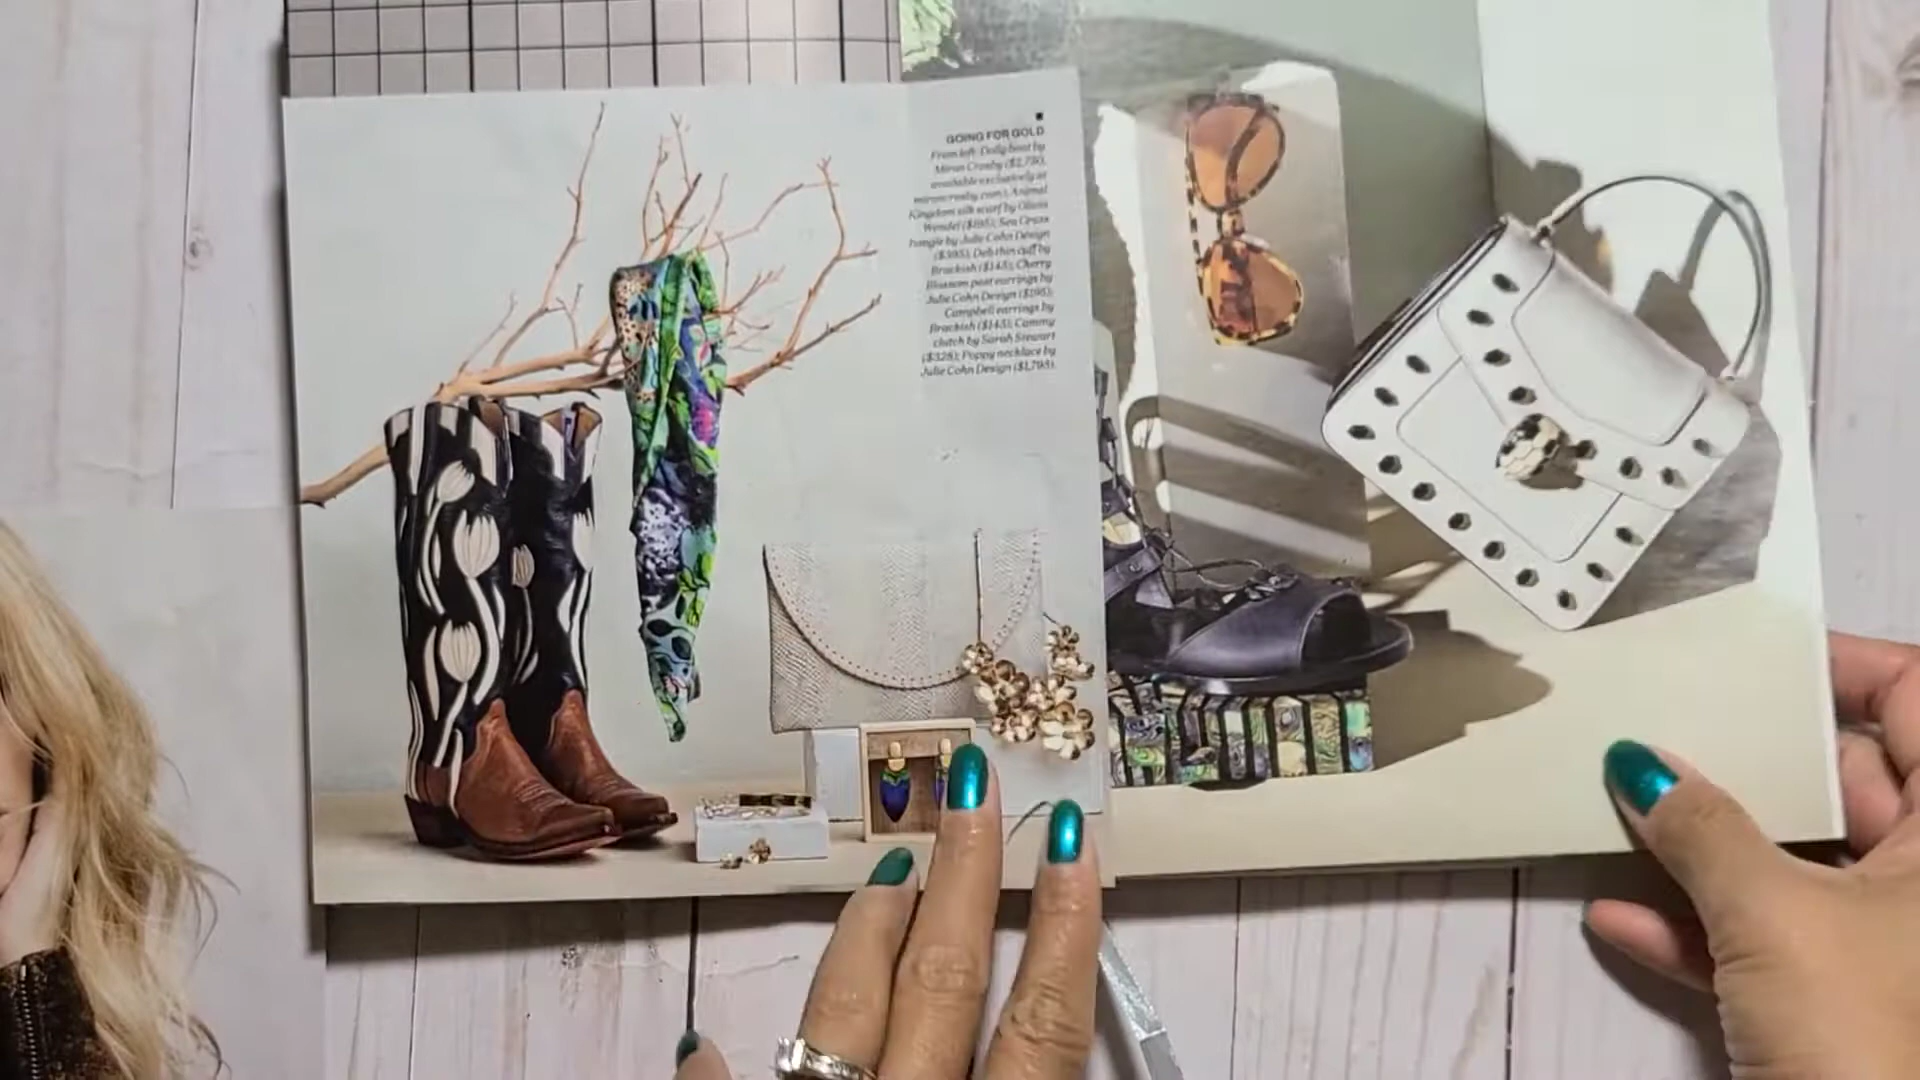 GOING FOR GOLD
From left: Dolly boot by
Miron Crosby ($1,795),
available exclusively at
mironcrosby.com; Animal
Kingdom silk scarf by Olivia
Wendel ($195); Sea Grass
bangle by Julie Cohn Design
($395); Deb thin cuff by
Brackish ($145); Cherry
Blossom post earrings by
Julie Cohn Design ($195);
Campbell earrings by
Brackish ($145); Cammy
clutch by Sarah Stewart
($328); Poppy necklace by
Julie Cohn Design ($1,795).